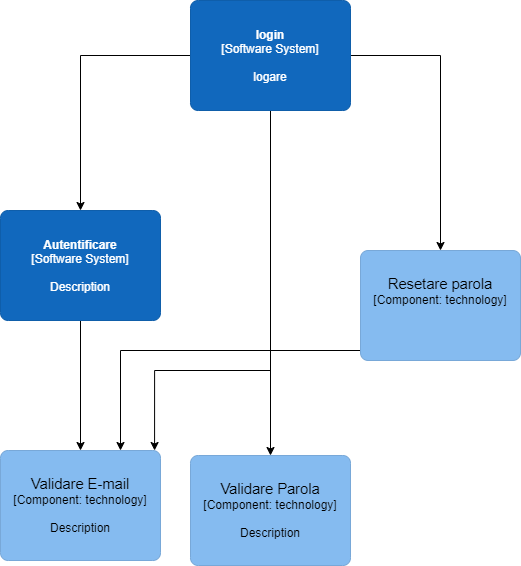 login
[Software System]
logare
Autentificare
[Software System]
Description
Resetare parola
[Component: technology]
Validare E-mail
[Component: technology]
Description
Validare Parola
[Component: technology]
Description